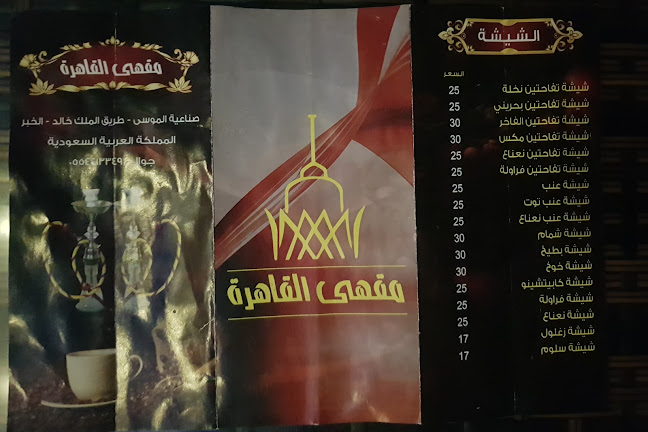 الشيشة
السعر
شيشة تفاحتين نخلة 25
شيشة تفاحتين بحريني 25
شيشة تفاحتين الفاخر 30
شيشة تفاحتين مكس 30
شيشة تفاحتين نعناع 25
شيشة تفاحتين فراولة 25
شيشة عنب 25
شيشة عنب توت 25
شيشة عنب نعناع 25
شيشة شمام 30
شيشة بطيخ 30
شيشة خوخ 30
شيشة كابيتشينو 25
شيشة فراولة 25
شيشة نعناع 25
شيشة زغلول 17
شيشة سلوم 17
مقهى القاهرة
مقهى القاهرة
صناعية الموسى - طريق الملك خالد - الخبر
المملكة العربية السعودية
جوال